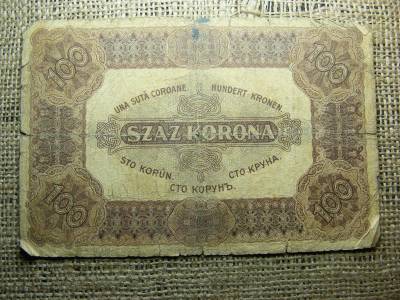 100 100
UNA SUTĂ COROANE. HUNDERT KRONEN.
SZÁZ KORONA
STO KORÚN. СТО КРУНА.
СТО КОРУНЪ.
100 100